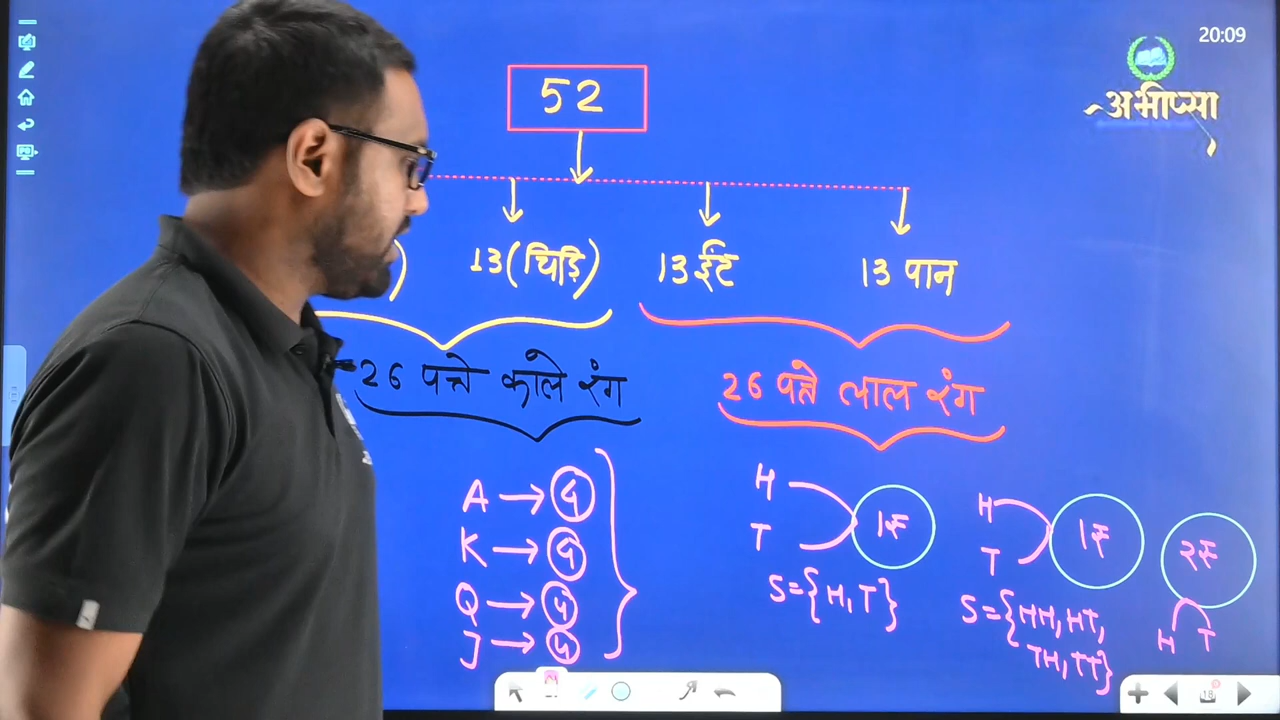 20:09
अभीप्सा
52
) 13(चिड़ि) 13 ईंट 13 पान
26 पत्ते काले रंग
26 पत्ते लाल रंग
A → 4
K → 4
Q → 4
J → 4
H
T
1रु
S={H,T}
H
T
1रु
2रु
H T
S={HH, HT,
TH, TT}
18